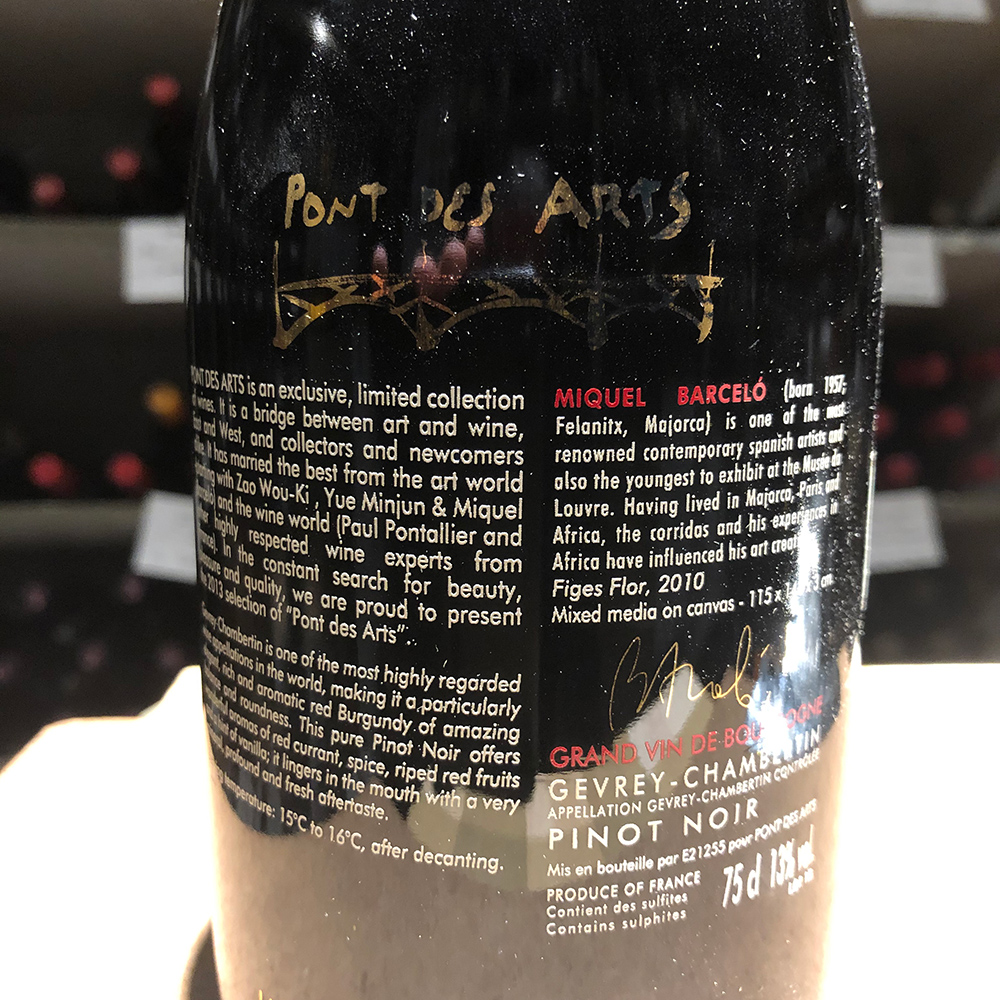 PONT DES ARTS
PONT DES ARTS is an exclusive, limited collection
wines. It is a bridge between art and wine,
and West, and collectors and newcomers
It has married the best from the art world
with Zao Wou-Ki, Yue Minjun & Miquel
and the wine world (Paul Pontallier and
highly respected wine experts from
In the constant search for beauty,
and quality, we are proud to present
2013 selection of "Pont des Arts".
Gevrey-Chambertin is one of the most highly regarded
appellations in the world, making it a particularly
rich and aromatic red Burgundy of amazing
and roundness. This pure Pinot Noir offers
aromas of red currant, spice, riped red fruits
of vanilla; it lingers in the mouth with a very
profound and fresh aftertaste.
temperature: 15°C to 16°C, after decanting.
MIQUEL BARCELÓ (born 1957,
Felanitx, Majorca) is one of the most
renowned contemporary spanish artists and
also the youngest to exhibit at the Musée du
Louvre. Having lived in Majorca, Paris and
Africa, the corridas and his experiences in
Africa have influenced his art
Figes Flor, 2010
Mixed media on canvas - 115 x
GRAND VIN DE BOURGOGNE
GEVREY-CHAMBERTIN
APPELLATION GEVREY-CHAMBERTIN CONTRÔLÉE
PINOT NOIR
Mis en bouteille par E21255 pour PONT DES ARTS
PRODUCE OF FRANCE 75 cl 13% vol
Contient des sulfites
Contains sulphites